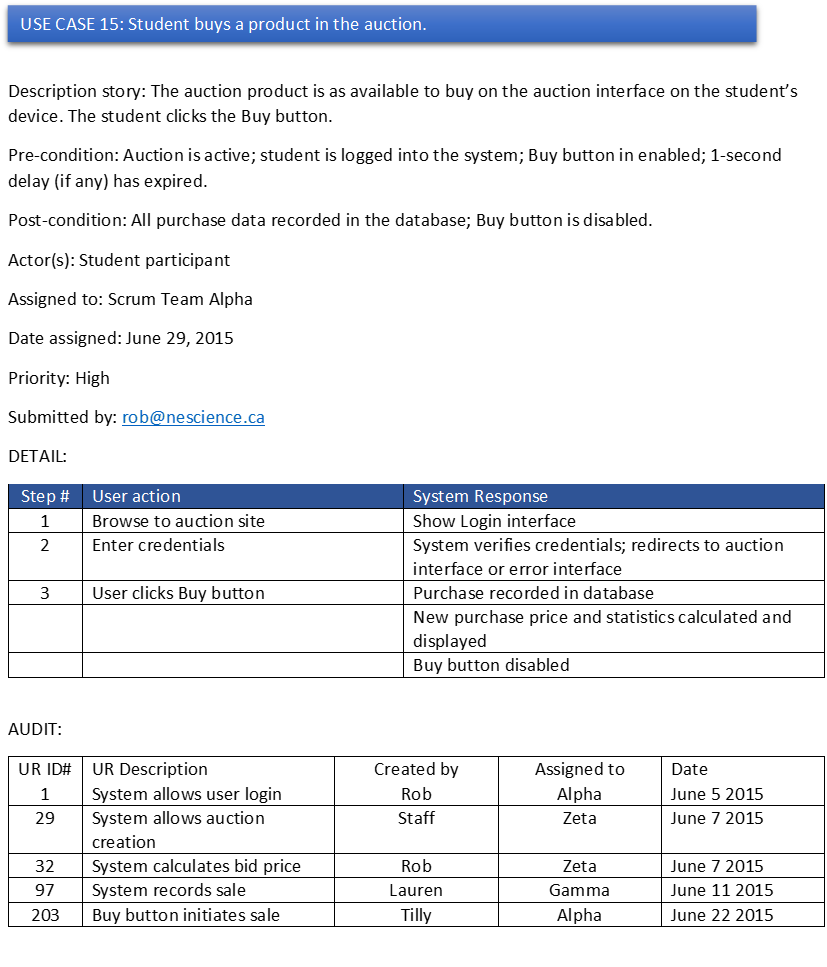 USE CASE 15: Student buys a product in the auction.
Description story: The auction product is as available to buy on the auction interface on the student’s
device. The student clicks the Buy button.
Pre-condition: Auction is active; student is logged into the system; Buy button in enabled; 1-second
delay (if any) has expired.
Post-condition: All purchase data recorded in the database; Buy button is disabled.
Actor(s): Student participant
Assigned to: Scrum Team Alpha
Date assigned: June 29, 2015
Priority: High
Submitted by: rob@nescience.ca
DETAIL:
Step # User action System Response
1 Browse to auction site Show Login interface
2 Enter credentials System verifies credentials; redirects to auction
interface or error interface
3 User clicks Buy button Purchase recorded in database
New purchase price and statistics calculated and
displayed
Buy button disabled
AUDIT:
UR ID# UR Description Created by Assigned to Date
1 System allows user login Rob Alpha June 5 2015
29 System allows auction Staff Zeta June 7 2015
creation
32 System calculates bid price Rob Zeta June 7 2015
97 System records sale Lauren Gamma June 11 2015
203 Buy button initiates sale Tilly Alpha June 22 2015